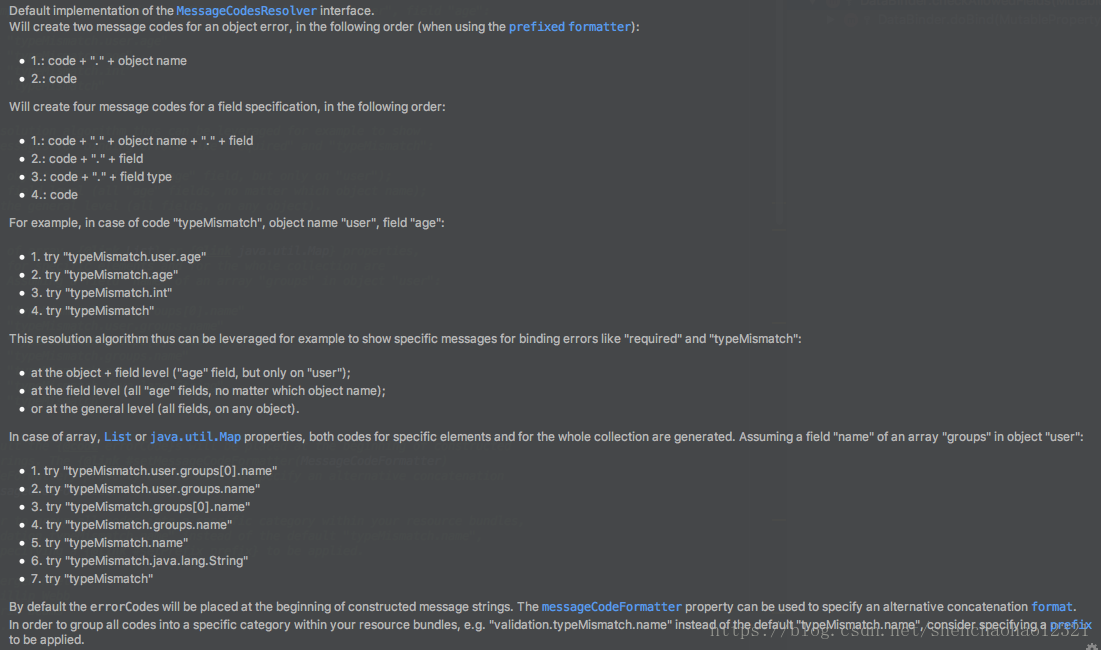 Default implementation of the MessageCodesResolver interface.
Will create two message codes for an object error, in the following order (when using the prefixed formatter):
• 1.: code + "." + object name
• 2.: code
Will create four message codes for a field specification, in the following order:
• 1.: code + "." + object name + "." + field
• 2.: code + "." + field
• 3.: code + "." + field type
• 4.: code
For example, in case of code "typeMismatch", object name "user", field "age":
• 1. try "typeMismatch.user.age"
• 2. try "typeMismatch.age"
• 3. try "typeMismatch.int"
• 4. try "typeMismatch"
This resolution algorithm thus can be leveraged for example to show specific messages for binding errors like "required" and "typeMismatch":
• at the object + field level ("age" field, but only on "user");
• at the field level (all "age" fields, no matter which object name);
• or at the general level (all fields, on any object).
In case of array, List or java.util.Map properties, both codes for specific elements and for the whole collection are generated. Assuming a field "name" of an array "groups" in object "user":
• 1. try "typeMismatch.user.groups[0].name"
• 2. try "typeMismatch.user.groups.name"
• 3. try "typeMismatch.groups[0].name"
• 4. try "typeMismatch.groups.name"
• 5. try "typeMismatch.name"
• 6. try "typeMismatch.java.lang.String"
• 7. try "typeMismatch"
By default the errorCodes will be placed at the beginning of constructed message strings. The messageCodeFormatter property can be used to specify an alternative concatenation format.
In order to group all codes into a specific category within your resource bundles, e.g. "validation.typeMismatch.name" instead of the default "typeMismatch.name", consider specifying a prefix
to be applied.
https://blog.csdn.net/shenchaohao12321